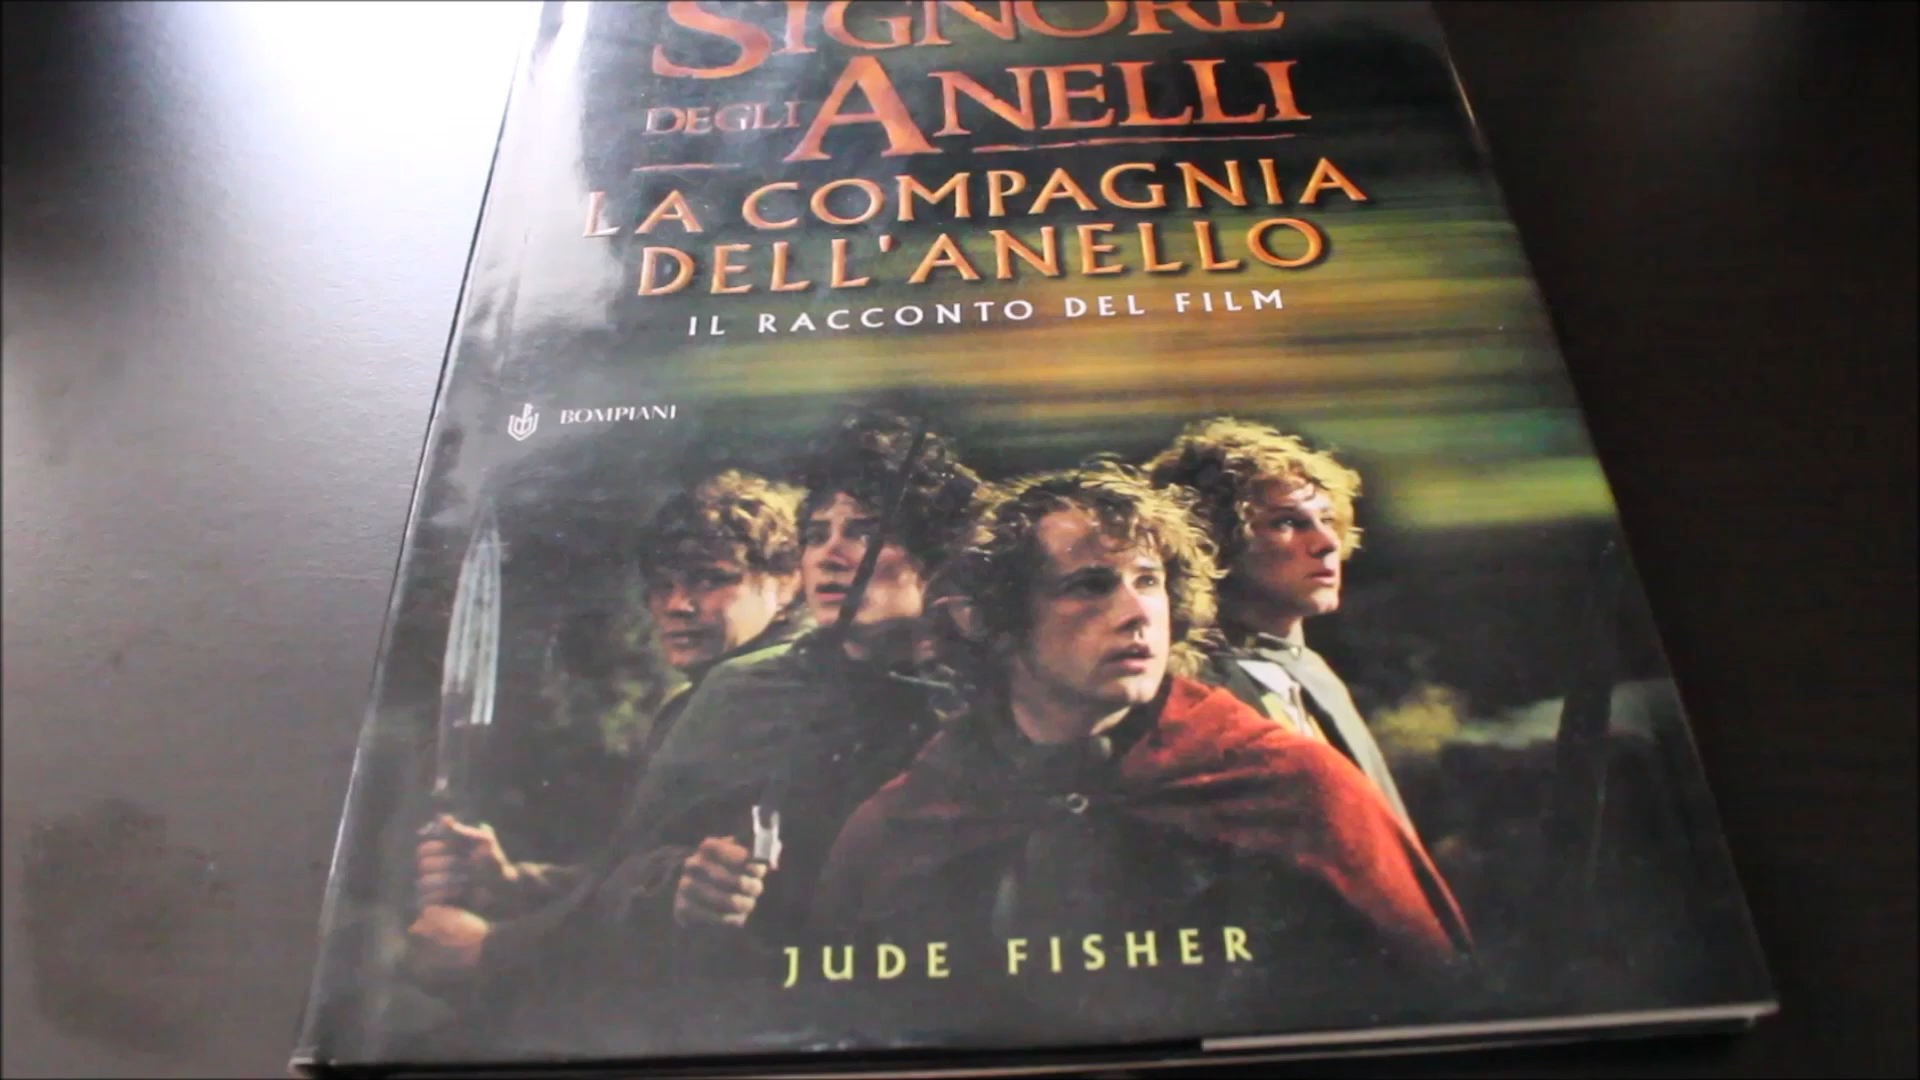 SIGNORE
DEGLI ANELLI
LA COMPAGNIA
DELL'ANELLO
IL RACCONTO DEL FILM
BOMPIANI
JUDE FISHER